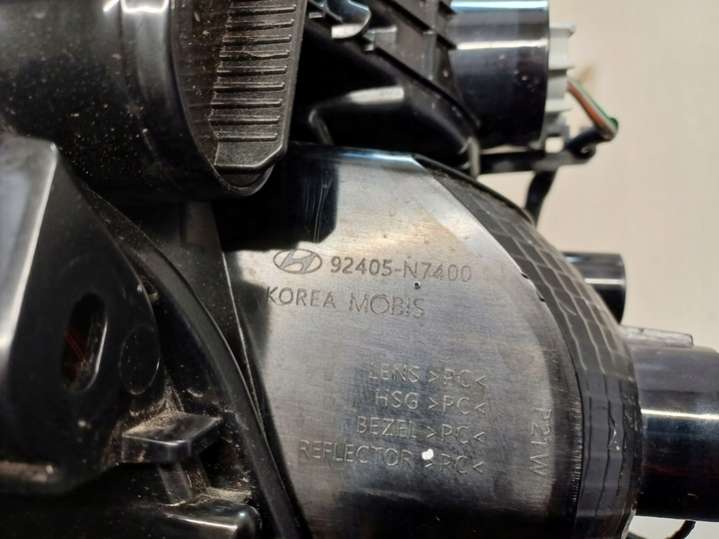 92405-N7400
KOREA MOBIS
LENS >PC<
HSG >PC<
BEZEL >PC<
REFLECTOR >PC<
P21W